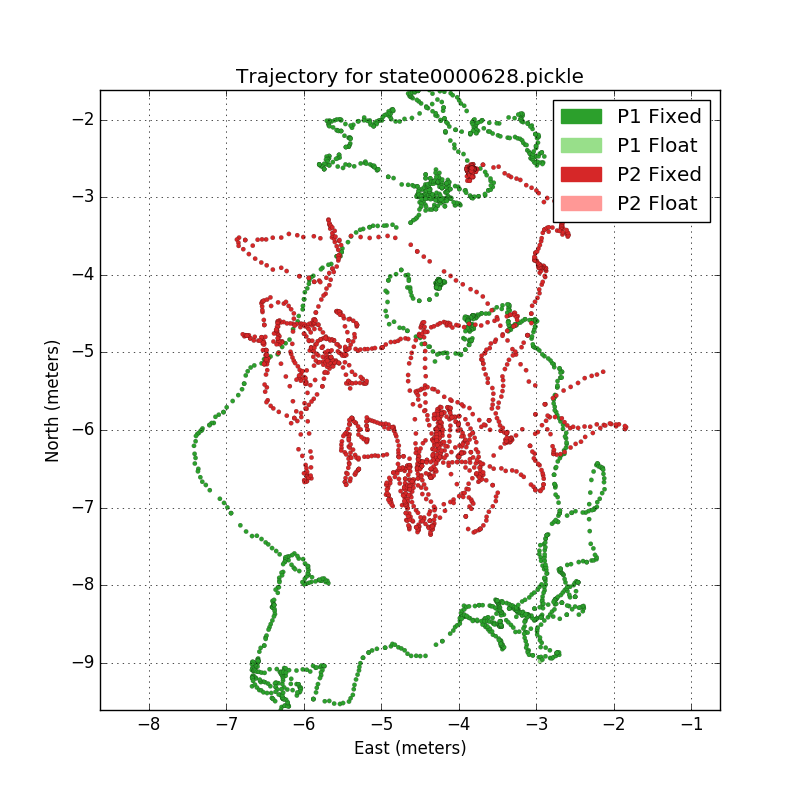 Trajectory for state0000628.pickle
P1 Fixed
P1 Float
P2 Fixed
P2 Float
−2
−3
−4
−5
−6
−7
−8
−9
North (meters)
−8 −7 −6 −5 −4 −3 −2 −1
East (meters)